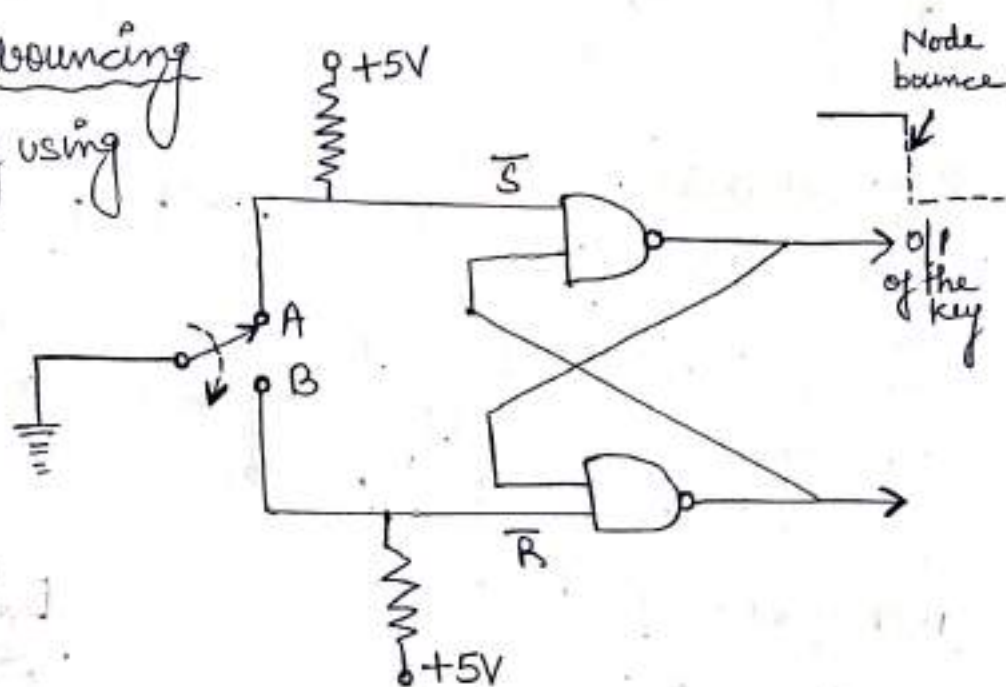 bouncing
using
+5V
Node
bounce
S̅
O/P
of the
key
A
B
R̅
+5V